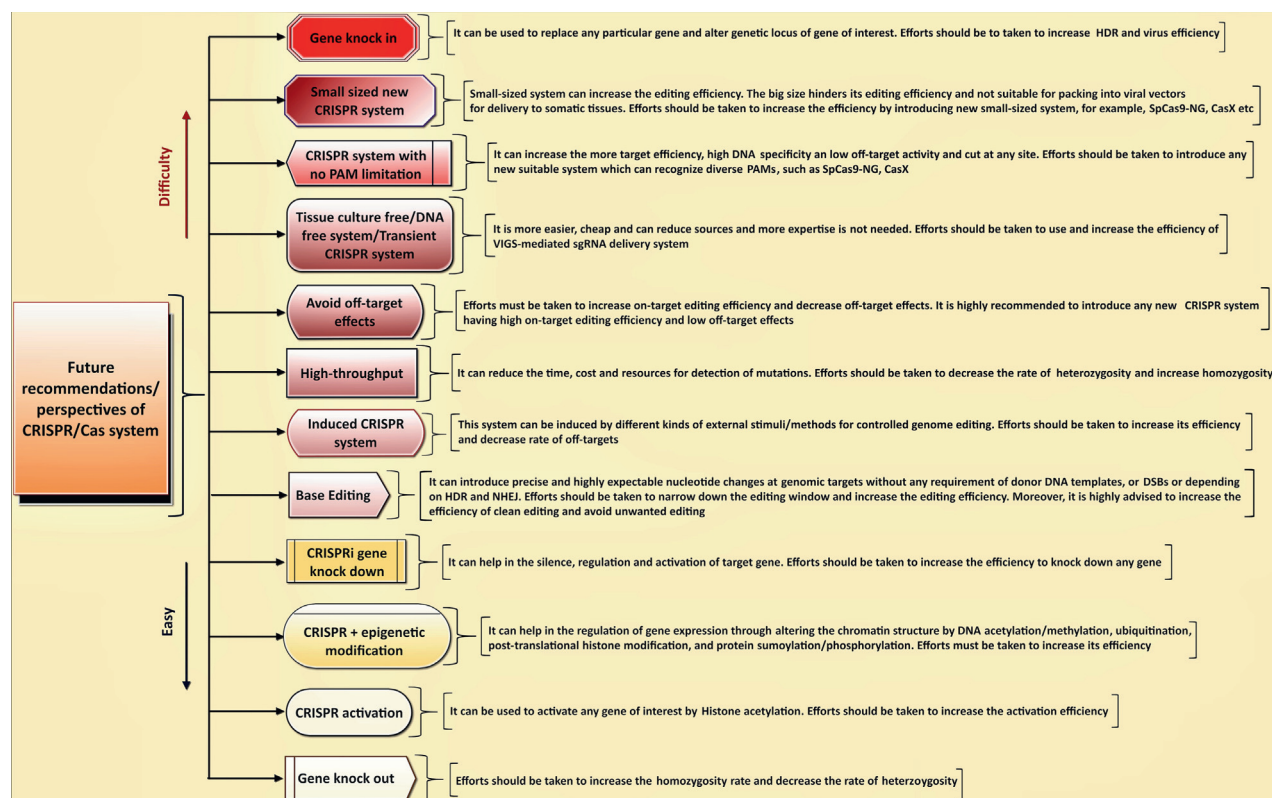 Gene knock in
It can be used to replace any particular gene and alter genetic locus of gene of interest. Efforts should be to taken to increase HDR and virus efficiency
Small sized new
CRISPR system
Small-sized system can increase the editing efficiency. The big size hinders its editing efficiency and not suitable for packing into viral vectors
for delivery to somatic tissues. Efforts should be taken to increase the efficiency by introducing new small-sized system, for example, SpCas9-NG, CasX etc
CRISPR system with
no PAM limitation
It can increase the more target efficiency, high DNA specificity an low off-target activity and cut at any site. Efforts should be taken to introduce any
new suitable system which can recognize diverse PAMs, such as SpCas9-NG, CasX
Difficulty
Tissue culture free/DNA
free system/Transient
CRISPR system
It is more easier, cheap and can reduce sources and more expertise is not needed. Efforts should be taken to use and increase the efficiency of
VIGS-mediated sgRNA delivery system
Avoid off-target
effects
Efforts must be taken to increase on-target editing efficiency and decrease off-target effects. It is highly recommended to introduce any new CRISPR system
having high on-target editing efficiency and low off-target effects
Future
recommendations/
perspectives of
CRISPR/Cas system
High-throughput
It can reduce the time, cost and resources for detection of mutations. Efforts should be taken to decrease the rate of heterozygosity and increase homozygosity
Induced CRISPR
system
This system can be induced by different kinds of external stimuli/methods for controlled genome editing. Efforts should be taken to increase its efficiency
and decrease rate of off-targets
Base Editing
It can introduce precise and highly expectable nucleotide changes at genomic targets without any requirement of donor DNA templates, or DSBs or depending
on HDR and NHEJ. Efforts should be taken to narrow down the editing window and increase the editing efficiency. Moreover, it is highly advised to increase the
efficiency of clean editing and avoid unwanted editing
CRISPRi gene
knock down
It can help in the silence, regulation and activation of target gene. Efforts should be taken to increase the efficiency to knock down any gene
Easy
CRISPR + epigenetic
modification
It can help in the regulation of gene expression through altering the chromatin structure by DNA acetylation/methylation, ubiquitination,
post-translational histone modification, and protein sumoylation/phosphorylation. Efforts must be taken to increase its efficiency
CRISPR activation
It can be used to activate any gene of interest by Histone acetylation. Efforts should be taken to increase the activation efficiency
Gene knock out
Efforts should be taken to increase the homozygosity rate and decrease the rate of heterzoygosity